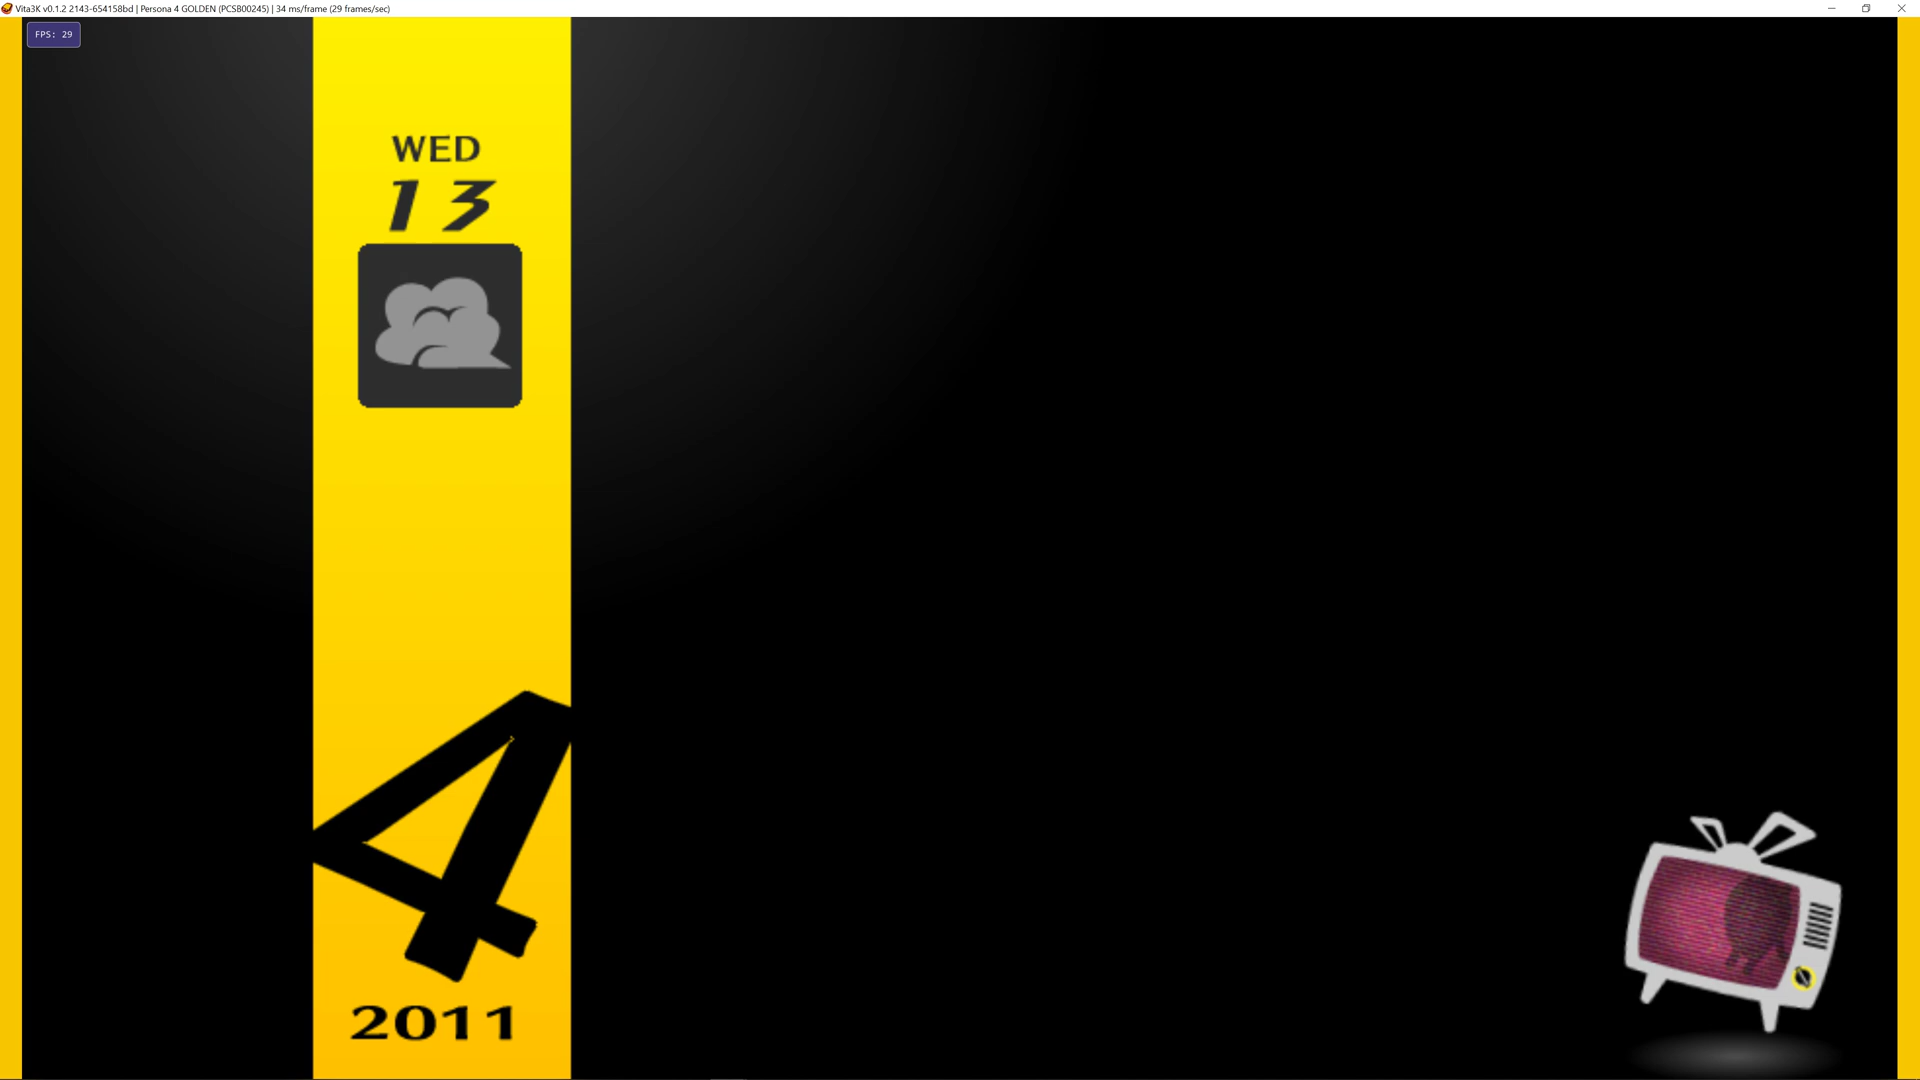 Vita3K v0.1.2 2143-654158bd | Persona 4 GOLDEN (PCSB00245) | 34 ms/frame (29 frames/sec)
FPS: 29
WED
13
4
2011